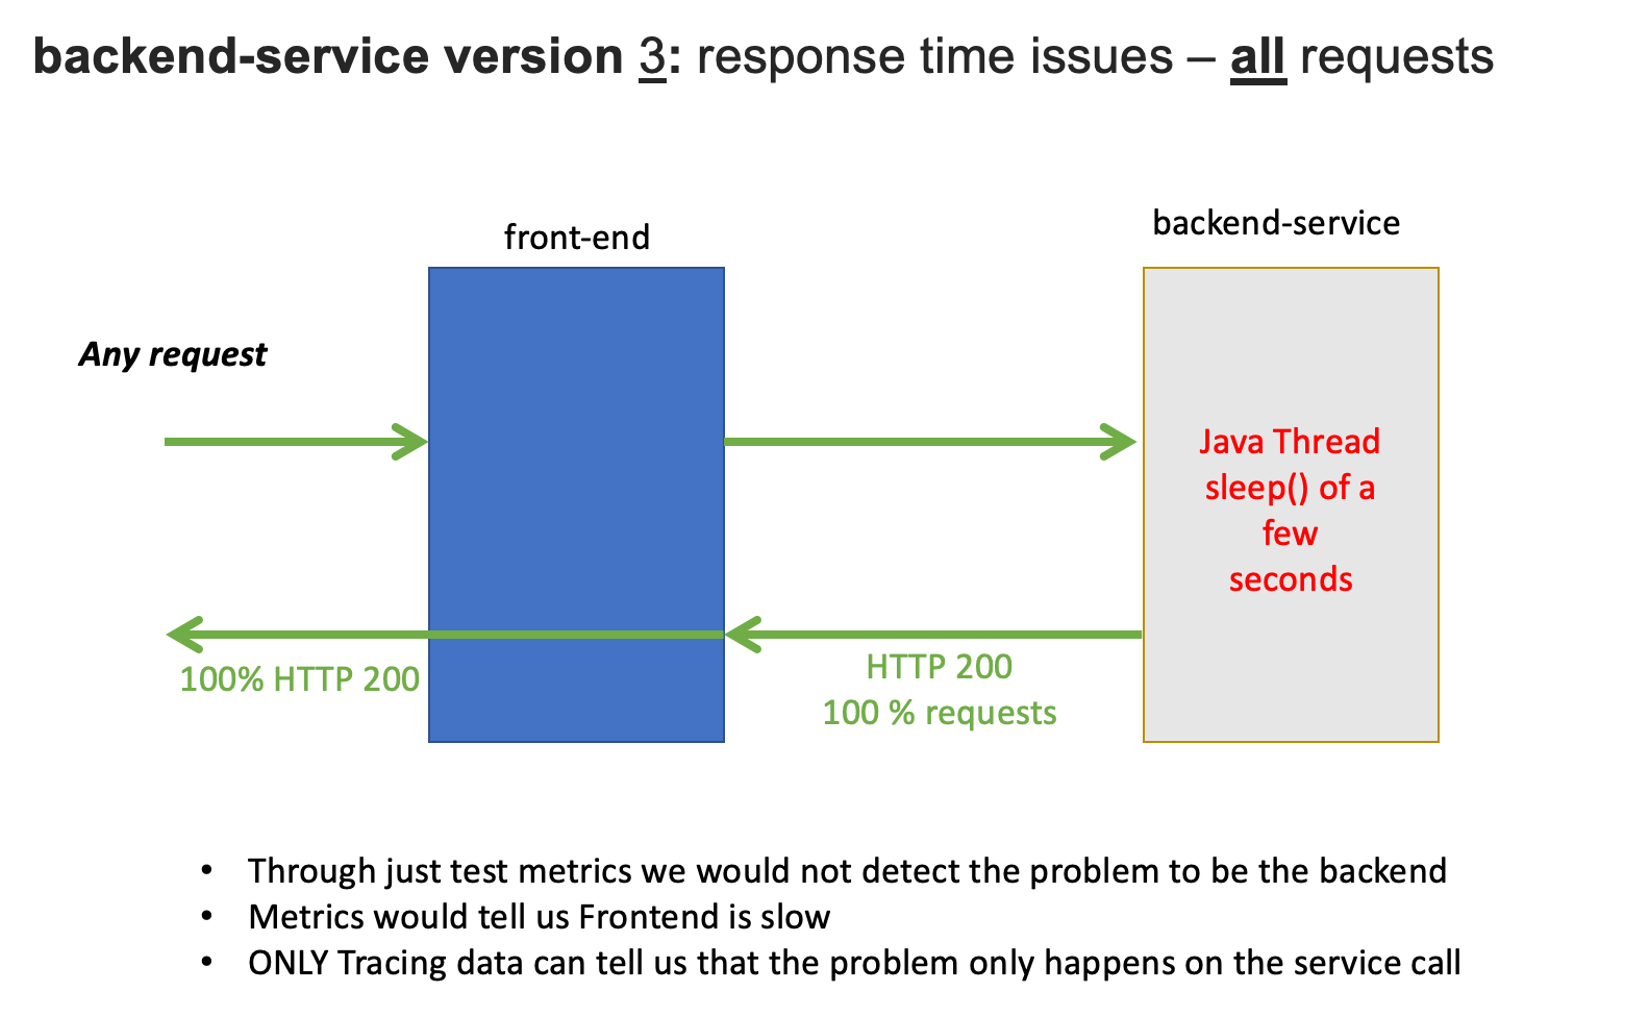 backend-service version 3: response time issues – all requests
front-end
backend-service
Any request
Java Thread
sleep() of a
few
seconds
100% HTTP 200
HTTP 200
100 % requests
• Through just test metrics we would not detect the problem to be the backend
• Metrics would tell us Frontend is slow
• ONLY Tracing data can tell us that the problem only happens on the service call